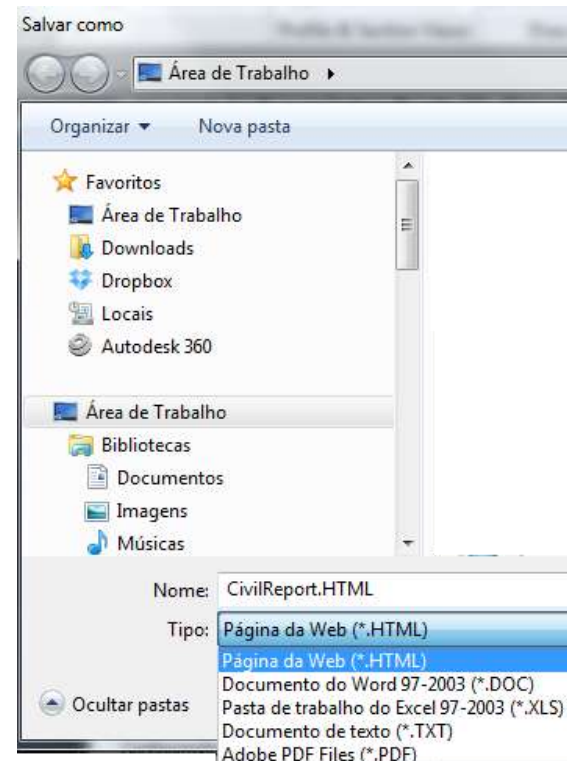 Salvar como
Área de Trabalho
Organizar
Nova pasta
Favoritos
Área de Trabalho
Downloads
Dropbox
Locais
Autodesk 360
Área de Trabalho
Bibliotecas
Documentos
Imagens
Músicas
Nome: CivilReport.HTML
Tipo: Página da Web (*.HTML)
Página da Web (*.HTML)
Documento do Word 97-2003 (*.DOC)
Pasta de trabalho do Excel 97-2003 (*.XLS)
Documento de texto (*.TXT)
Adobe PDF Files (*.PDF)
Ocultar pastas